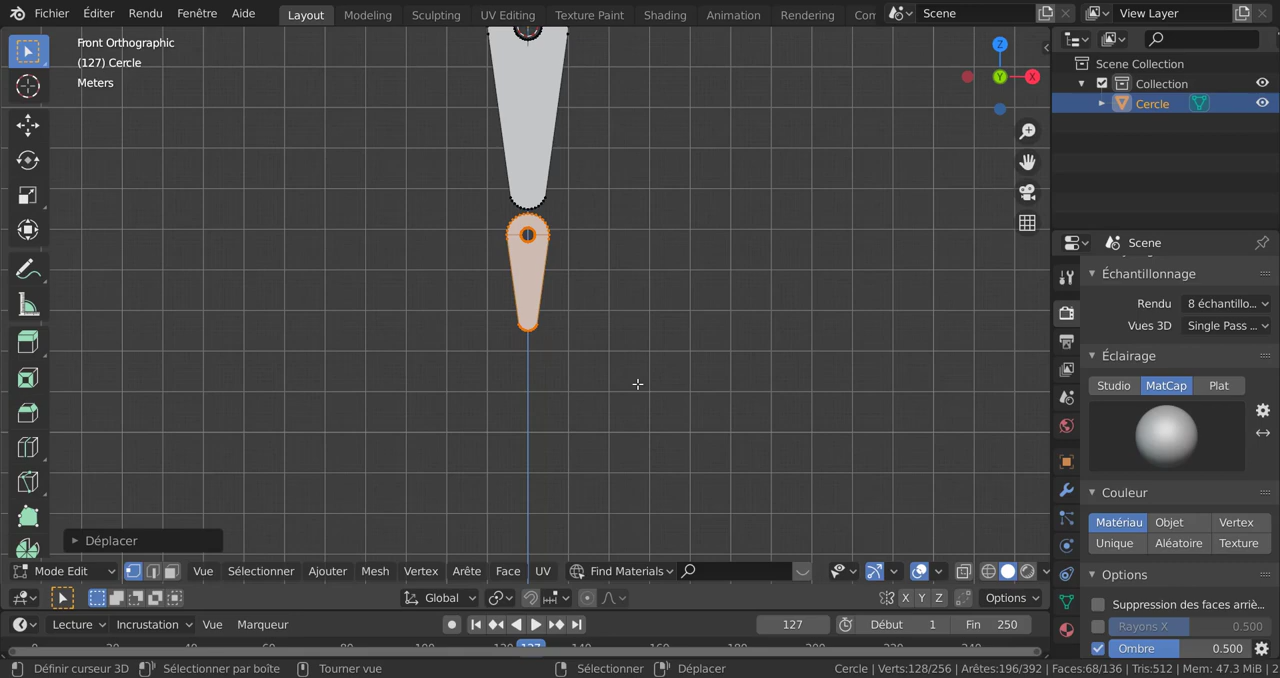 Fichier Éditer Rendu Fenêtre Aide Layout Modeling Sculpting UV Editing Texture Paint Shading Animation Rendering Com Scene View Layer
Front Orthographic
(127) Cercle
Meters
Z
Y X
Scene Collection
Collection
Cercle
Scene
Échantillonnage
Rendu 8 échantillo...
Vues 3D Single Pass ...
Éclairage
Studio MatCap Plat
Couleur
Matériau Objet Vertex
Unique Aléatoire Texture
Options
Suppression des faces arriè...
Rayons X 0.500
Ombre 0.500
Déplacer
Mode Edit Vue Sélectionner Ajouter Mesh Vertex Arête Face UV Find Materials
Global X Y Z Options
Lecture Incrustation Vue Marqueur 127 Début 1 Fin 250
Définir curseur 3D Sélectionner par boîte Tourner vue Sélectionner Déplacer Cercle | Verts:128/256 | Arêtes:196/392 | Faces:68/136 | Tris:512 | Mem: 47.3 MiB | 2